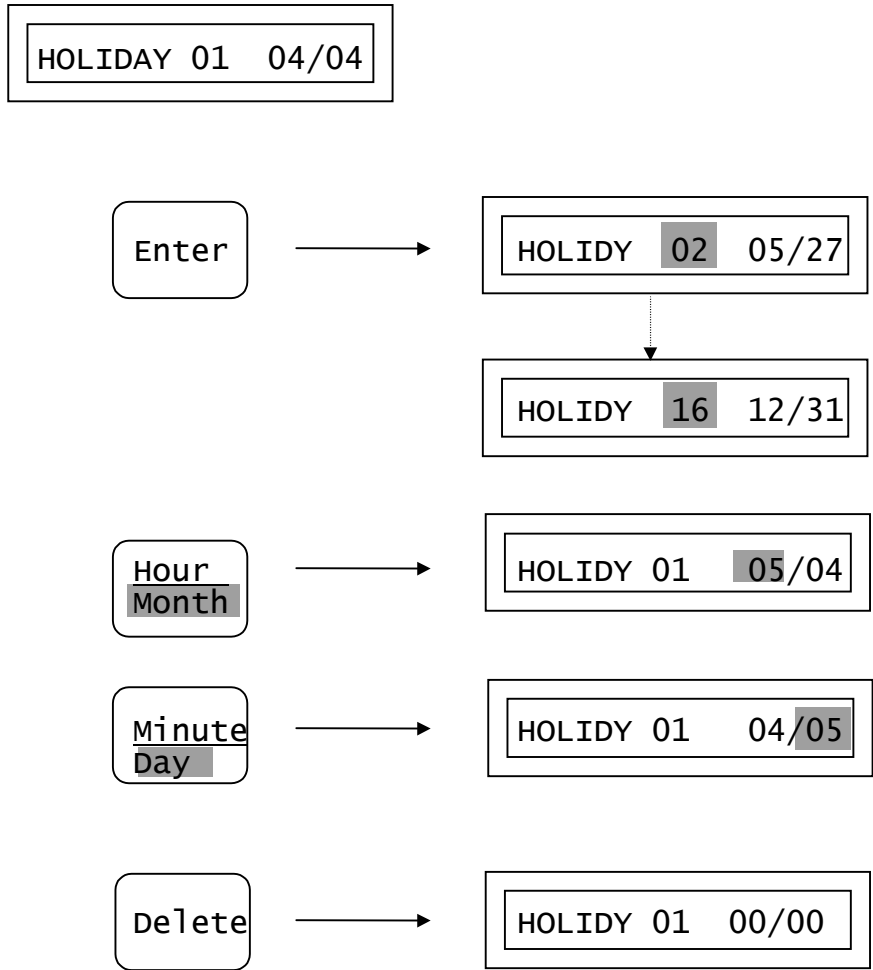 HOLIDAY 01 04/04
Enter
HOLIDY 02 05/27
HOLIDY 16 12/31
Hour
Month
HOLIDY 01 05/04
Minute
Day
HOLIDY 01 04/05
Delete
HOLIDY 01 00/00